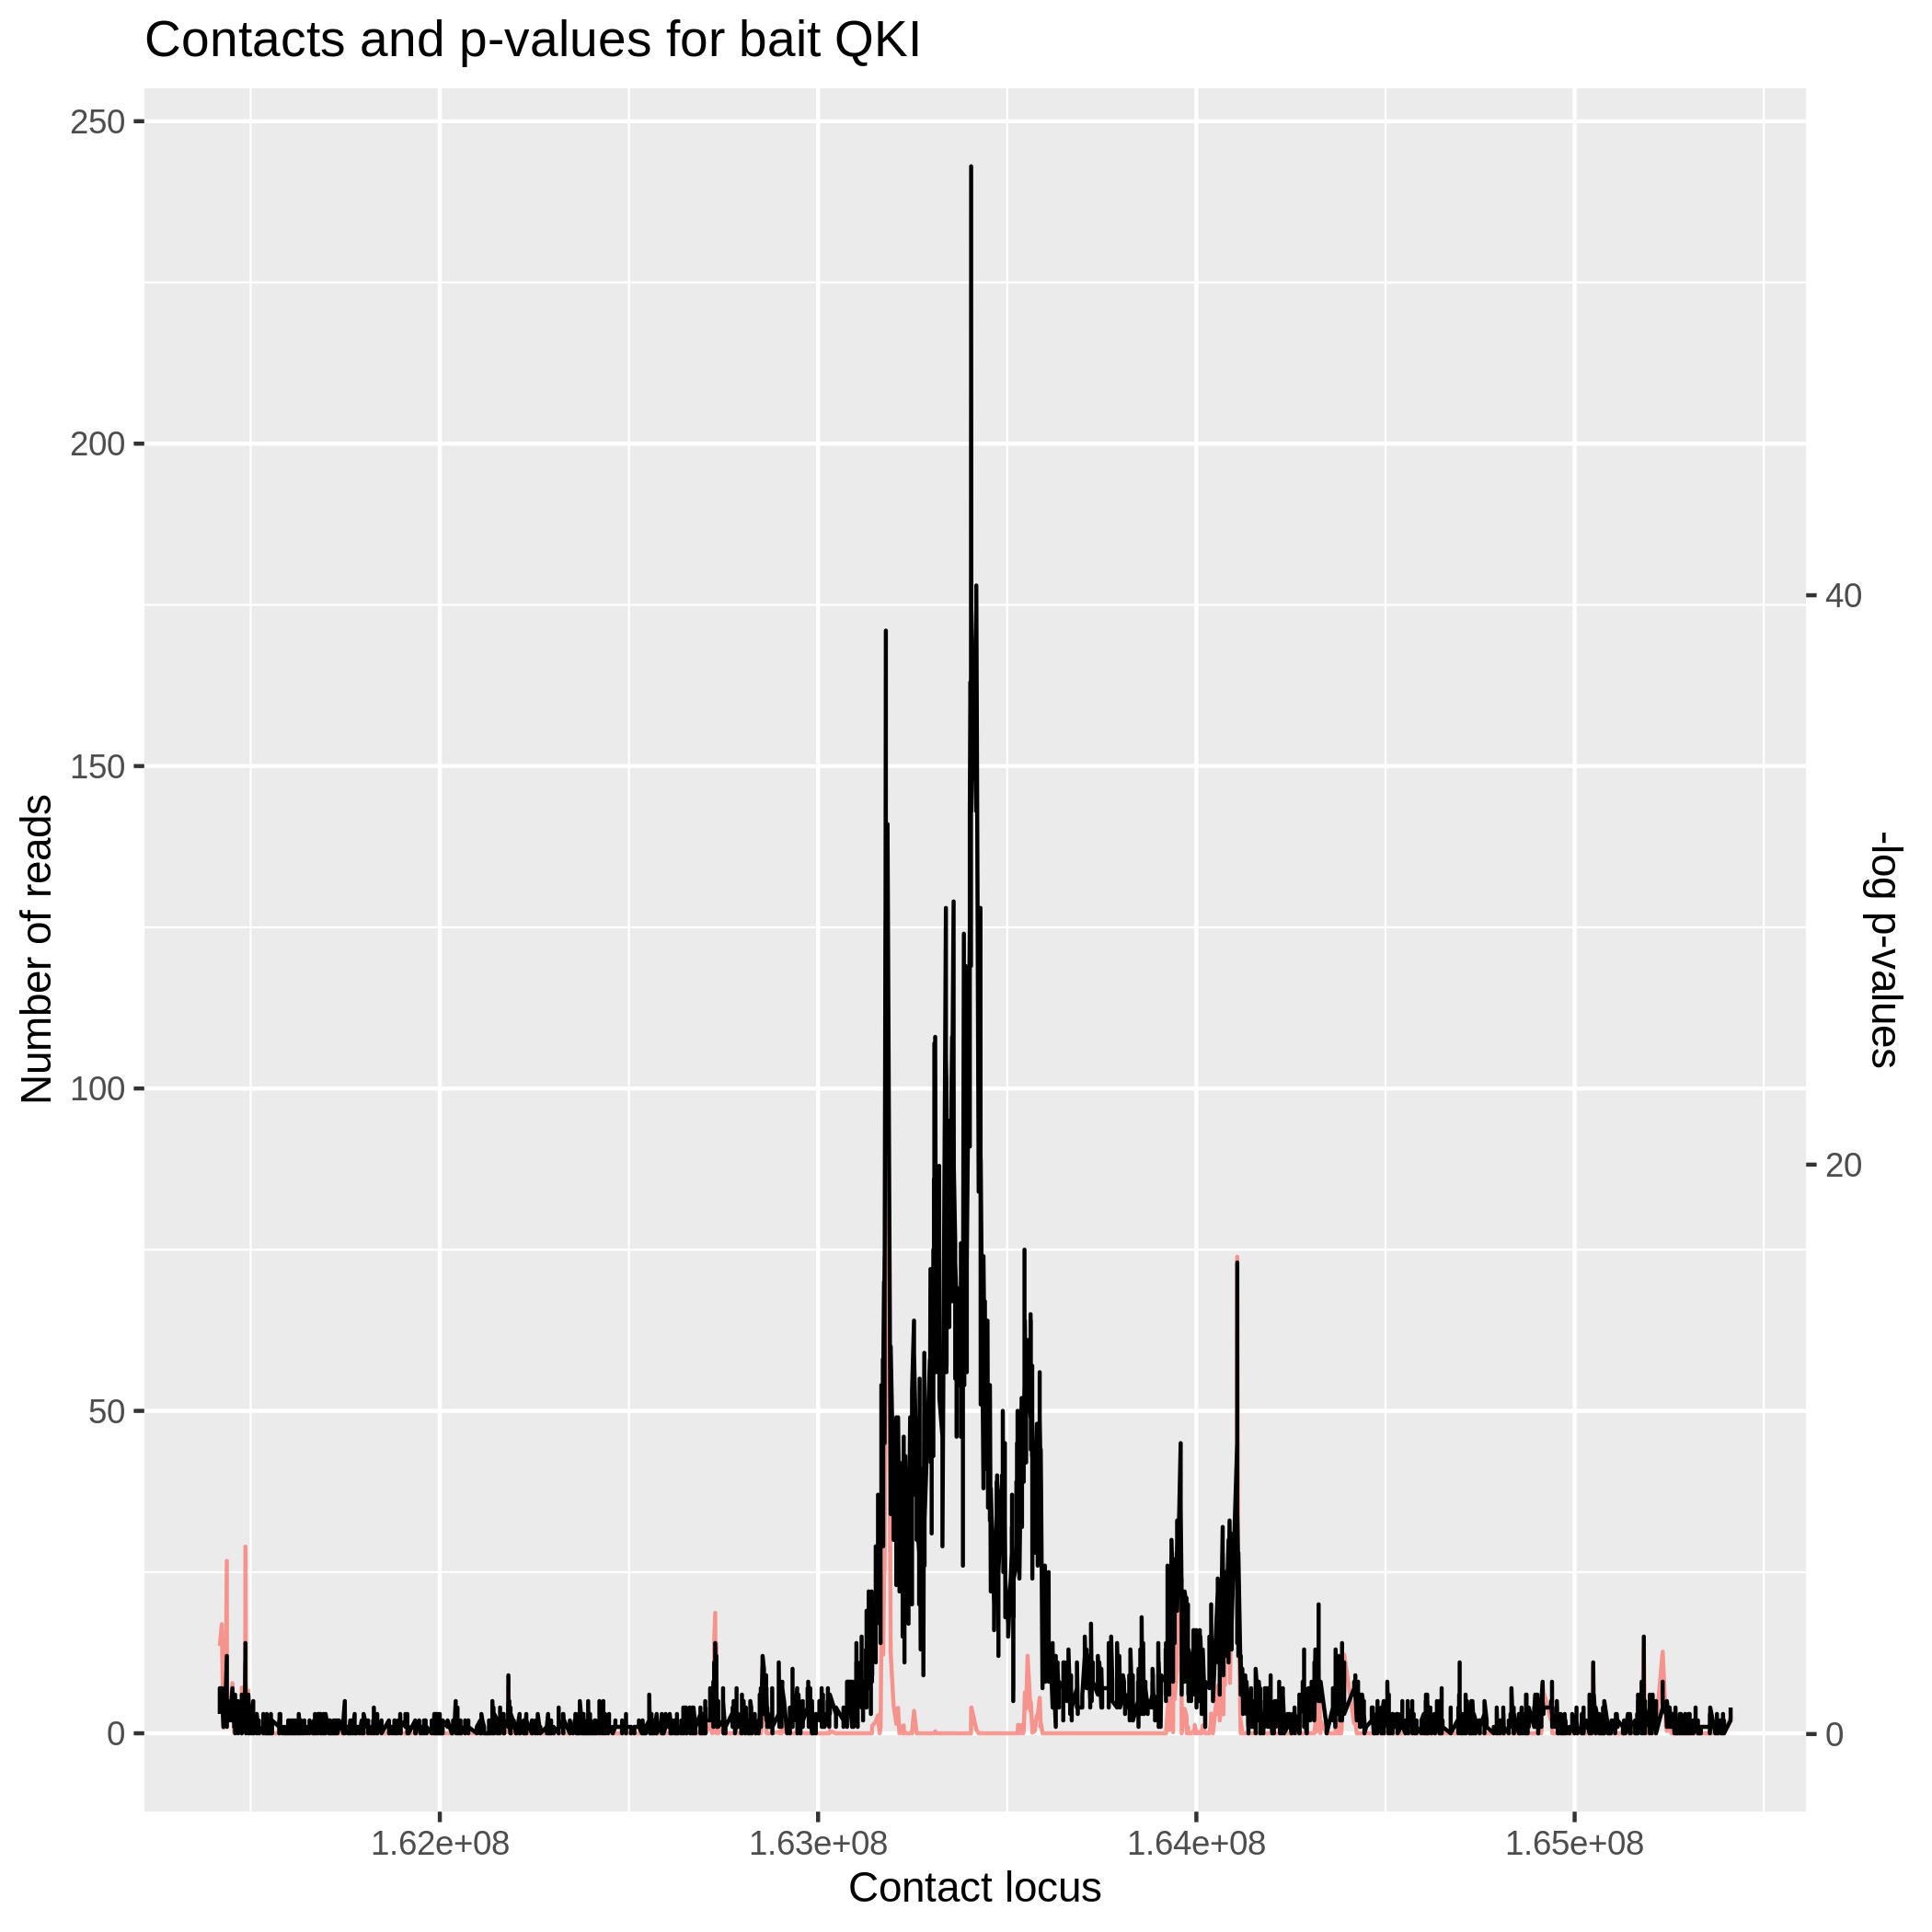 Contacts and p-values for bait QKI
250
200
150
100
50
0
Number of reads
40
20
0
-log p-values
1.62e+08
1.63e+08
1.64e+08
1.65e+08
Contact locus